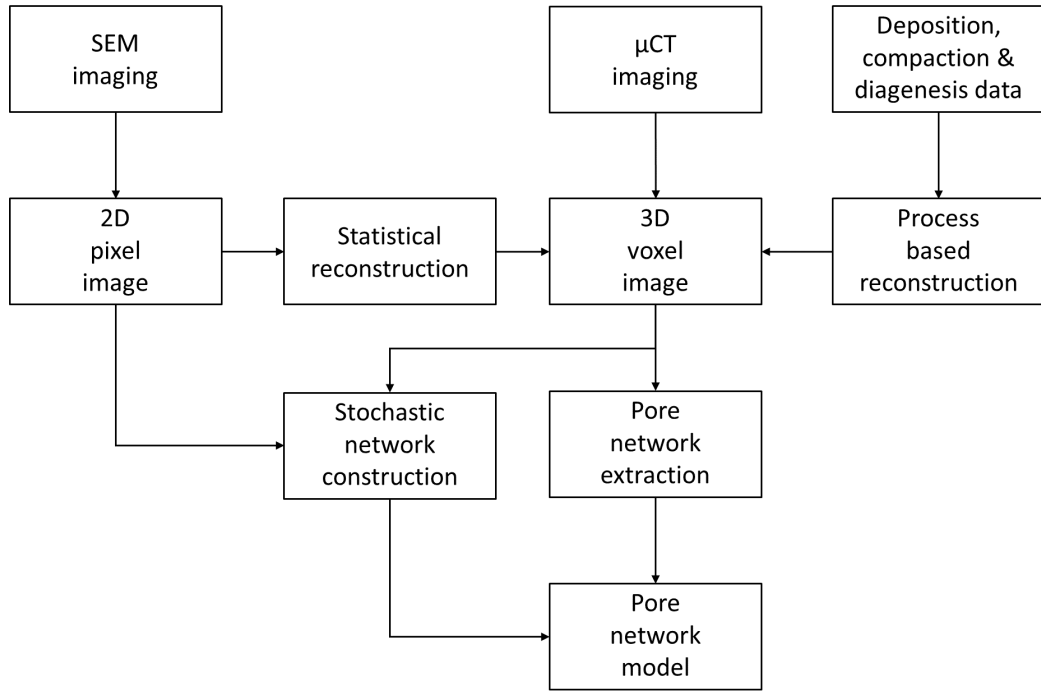 SEM
imaging
µCT
imaging
Deposition,
compaction &
diagenesis data
2D
pixel
image
Statistical
reconstruction
3D
voxel
image
Process
based
reconstruction
Stochastic
network
construction
Pore
network
extraction
Pore
network
model